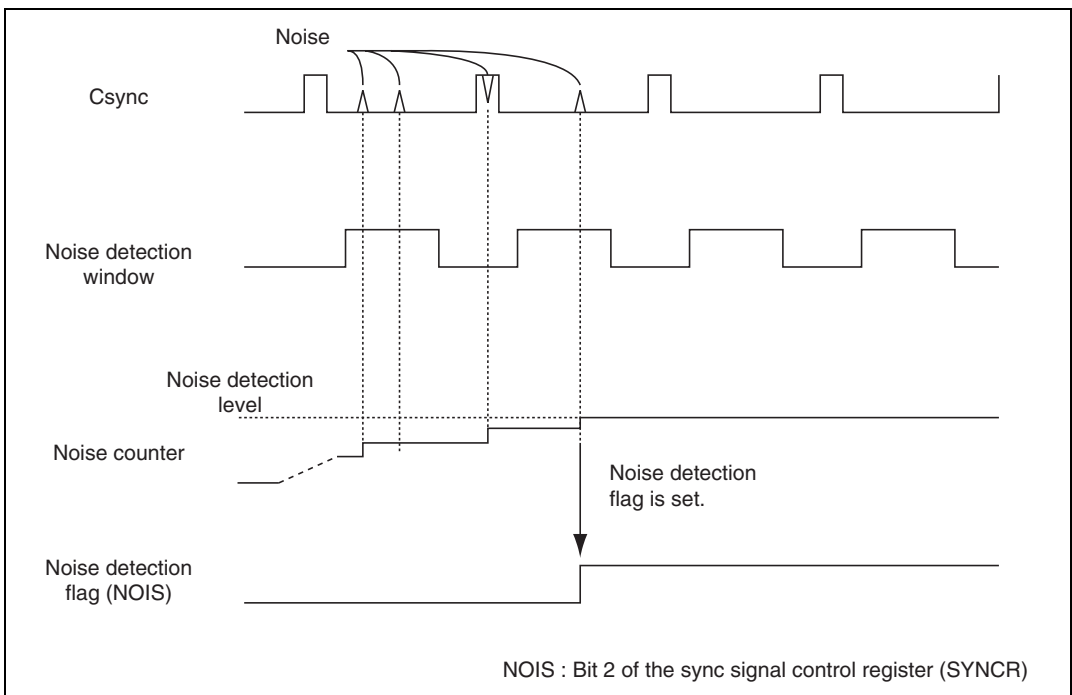 Noise
Csync
Noise detection
window
Noise detection
level
Noise counter
Noise detection
flag is set.
Noise detection
flag (NOIS)
NOIS : Bit 2 of the sync signal control register (SYNCR)